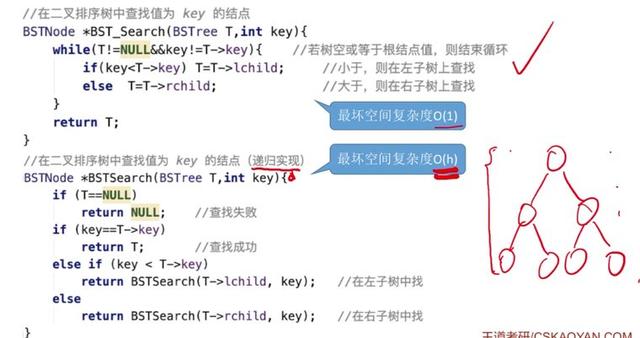 //在二叉排序树中查找值为 key 的结点
BSTNode *BST_Search(BSTree T,int key){
while(T!=NULL&&key!=T->key){ //若树空或等于根结点值，则结束循环
if(key<T->key) T=T->lchild; //小于，则在左子树上查找
else T=T->rchild; //大于，则在右子树上查找
}
return T;
}
最坏空间复杂度O(1)
//在二叉排序树中查找值为 key 的结点（递归实现）
最坏空间复杂度O(h)
BSTNode *BSTSearch(BSTree T,int key){
if (T==NULL)
return NULL; //查找失败
if (key==T->key)
return T; //查找成功
else if (key < T->key)
return BSTSearch(T->lchild, key); //在左子树中找
else
return BSTSearch(T->rchild, key); //在右子树中找
}
王道考研/CSKAOYAN.COM